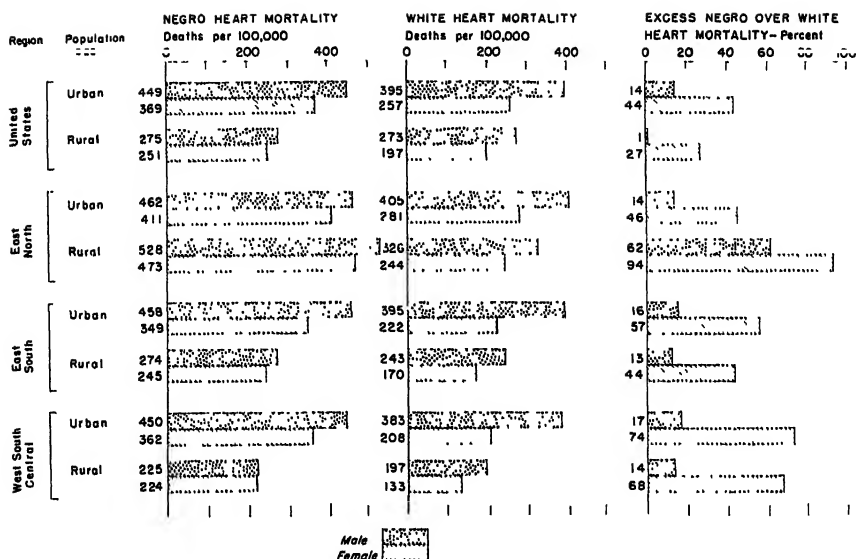 NEGRO HEART MORTALITY
Deaths per 100,000
WHITE HEART MORTALITY
Deaths per 100,000
EXCESS NEGRO OVER WHITE
HEART MORTALITY—Percent
Region Population
0 200 400
0 200 400
0 20 40 60 80 100
United States
Urban 449 395 14
369 257 44
Rural 275 273 1
251 197 27
East North
Urban 462 405 14
411 281 46
Rural 528 326 62
473 244 94
East South
Urban 458 395 16
349 222 57
Rural 274 243 13
245 170 44
West South Central
Urban 450 383 17
362 208 74
Rural 225 197 14
224 133 68
Male
Female